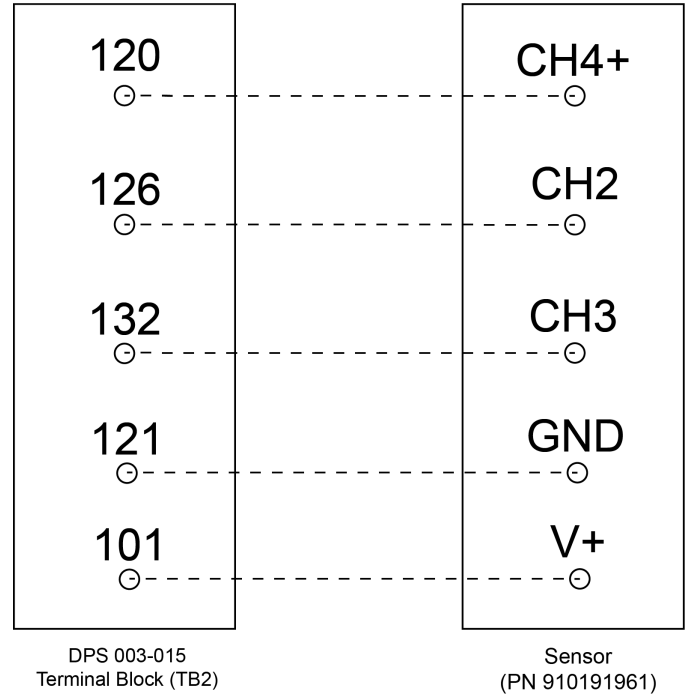 120
CH4+
126
CH2
132
CH3
121
GND
101
V+
DPS 003-015
Terminal Block (TB2)
Sensor
(PN 910191961)